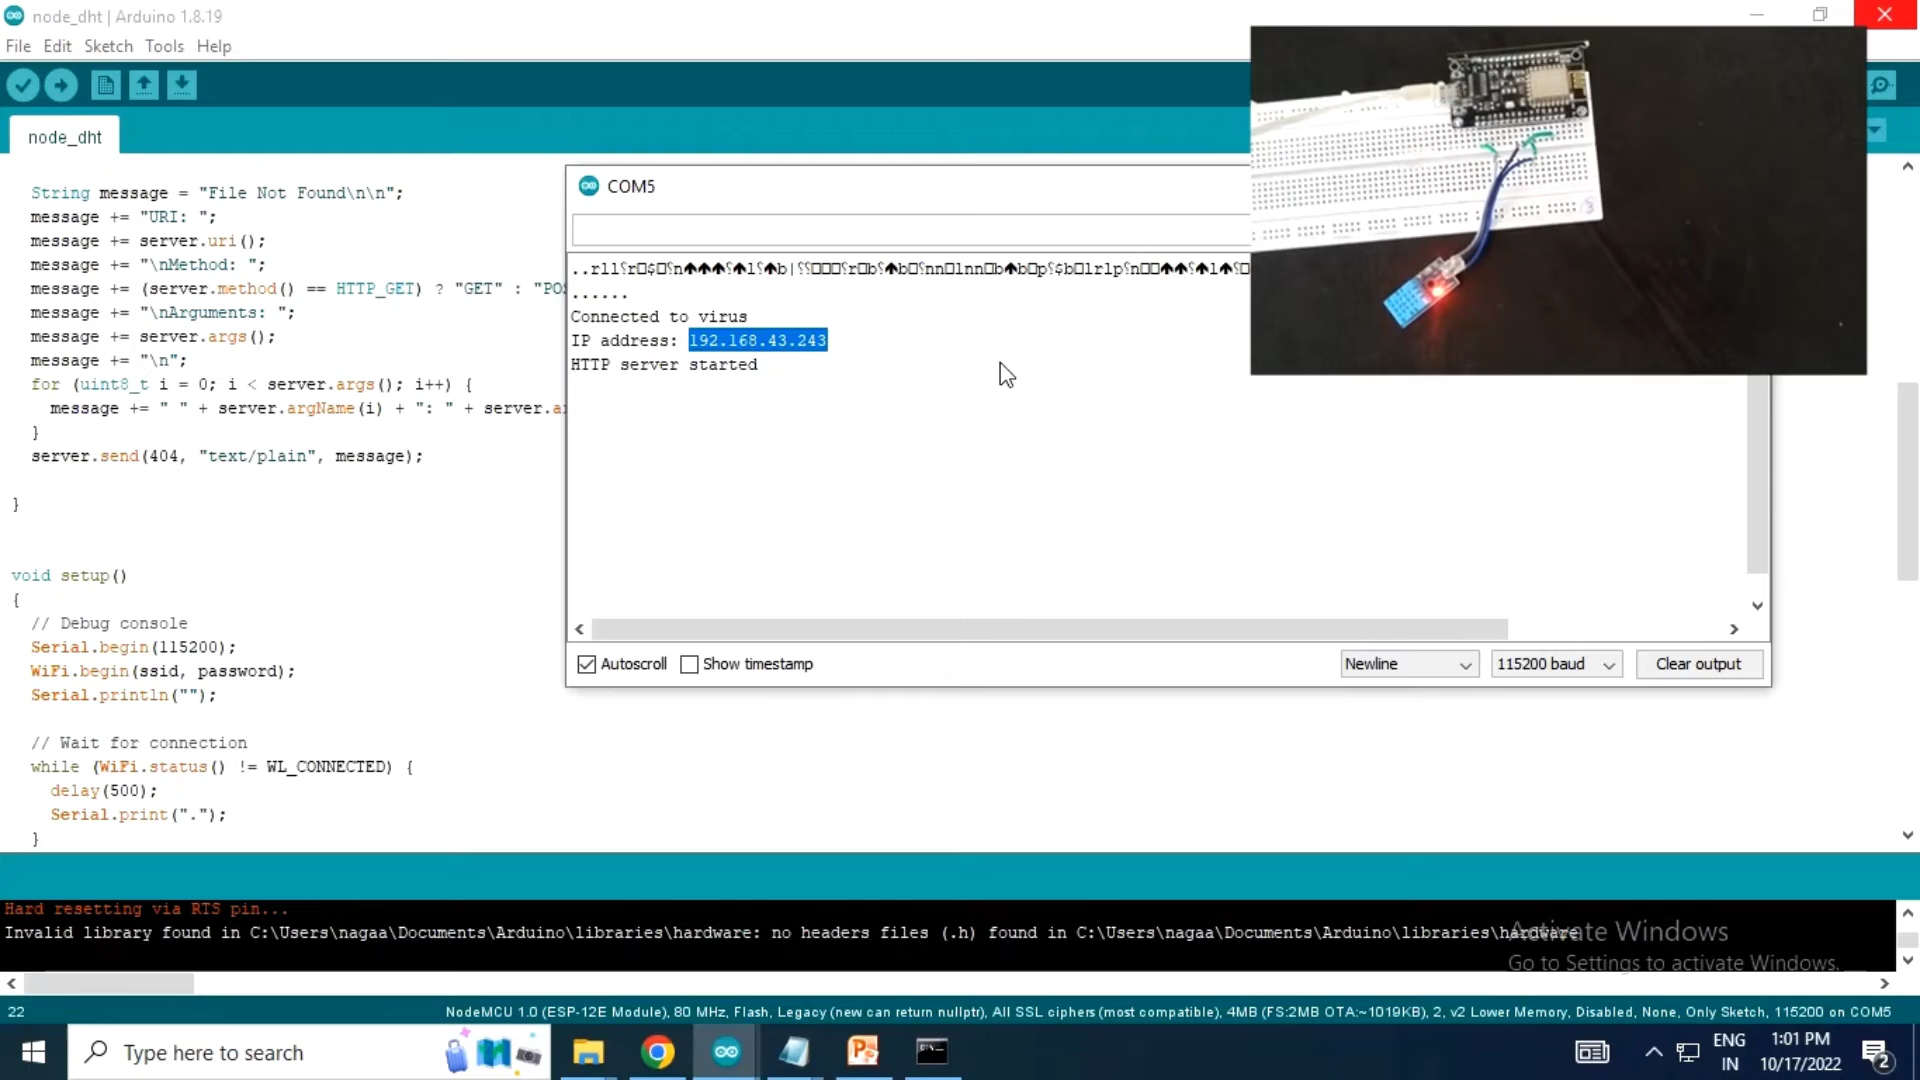 node_dht | Arduino 1.8.19
File Edit Sketch Tools Help
node_dht
String message = "File Not Found\n\n";
message += "URI: ";
message += server.uri();
message += "\nMethod: ";
message += (server.method() == HTTP_GET) ? "GET" : "PO
message += "\nArguments: ";
message += server.args();
message += "\n";
for (uint8_t i = 0; i < server.args(); i++) {
message += " " + server.argName(i) + ": " + server.a
}
server.send(404, "text/plain", message);
}
void setup()
{
// Debug console
Serial.begin(115200);
WiFi.begin(ssid, password);
Serial.println("");
// Wait for connection
while (WiFi.status() != WL_CONNECTED) {
delay(500);
Serial.print(".");
}
COM5
......
Connected to virus
IP address: 192.168.43.243
HTTP server started
Autoscroll Show timestamp Newline 115200 baud Clear output
Hard resetting via RTS pin...
Invalid library found in C:\Users\nagaa\Documents\Arduino\libraries\hardware: no headers files (.h) found in C:\Users\nagaa\Documents\Arduino\libraries\hardware
Activate Windows
Go to Settings to activate Windows.
22 NodeMCU 1.0 (ESP-12E Module), 80 MHz, Flash, Legacy (new can return nullptr), All SSL ciphers (most compatible), 4MB (FS:2MB OTA:~1019KB), 2, v2 Lower Memory, Disabled, None, Only Sketch, 115200 on COM5
Type here to search
ENG
IN
1:01 PM
10/17/2022
2